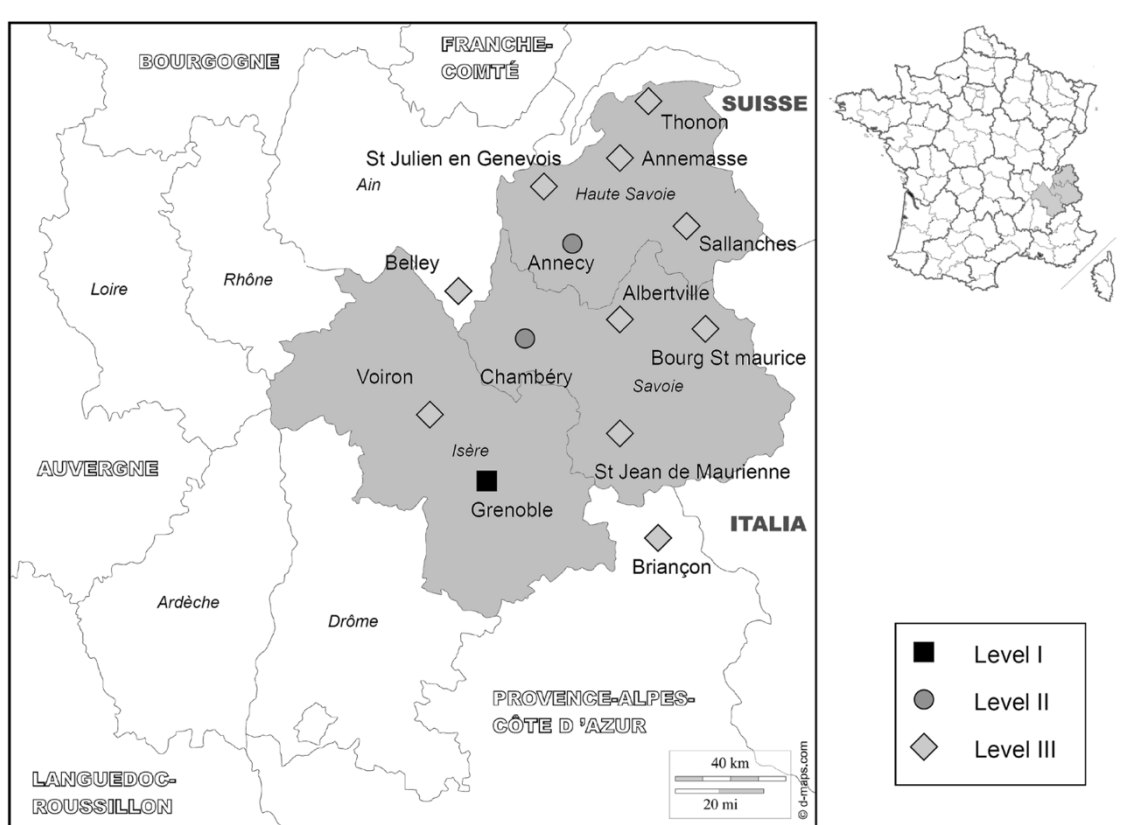 BOURGOGNE
FRANCHE-
COMTÉ
SUISSE
Thonon
St Julien en Genevois
Annemasse
Ain
Haute Savoie
Sallanches
Annecy
Belley
Rhône
Loire
Albertville
Bourg St maurice
Voiron
Chambéry
Savoie
Isère
AUVERGNE
St Jean de Maurienne
Grenoble
ITALIA
Briançon
Ardèche
Drôme
PROVENCE-ALPES-
CÔTE D 'AZUR
40 km
20 mi
© d-maps.com
LANGUEDOC-
ROUSSILLON
Level I
Level II
Level III